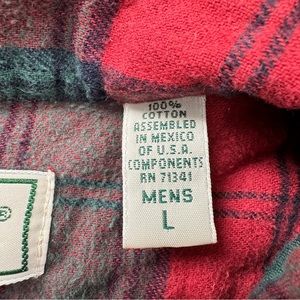 100%
COTTON
ASSEMBLED
IN MEXICO
OF U.S.A.
COMPONENTS
RN 71341
MENS
L
®